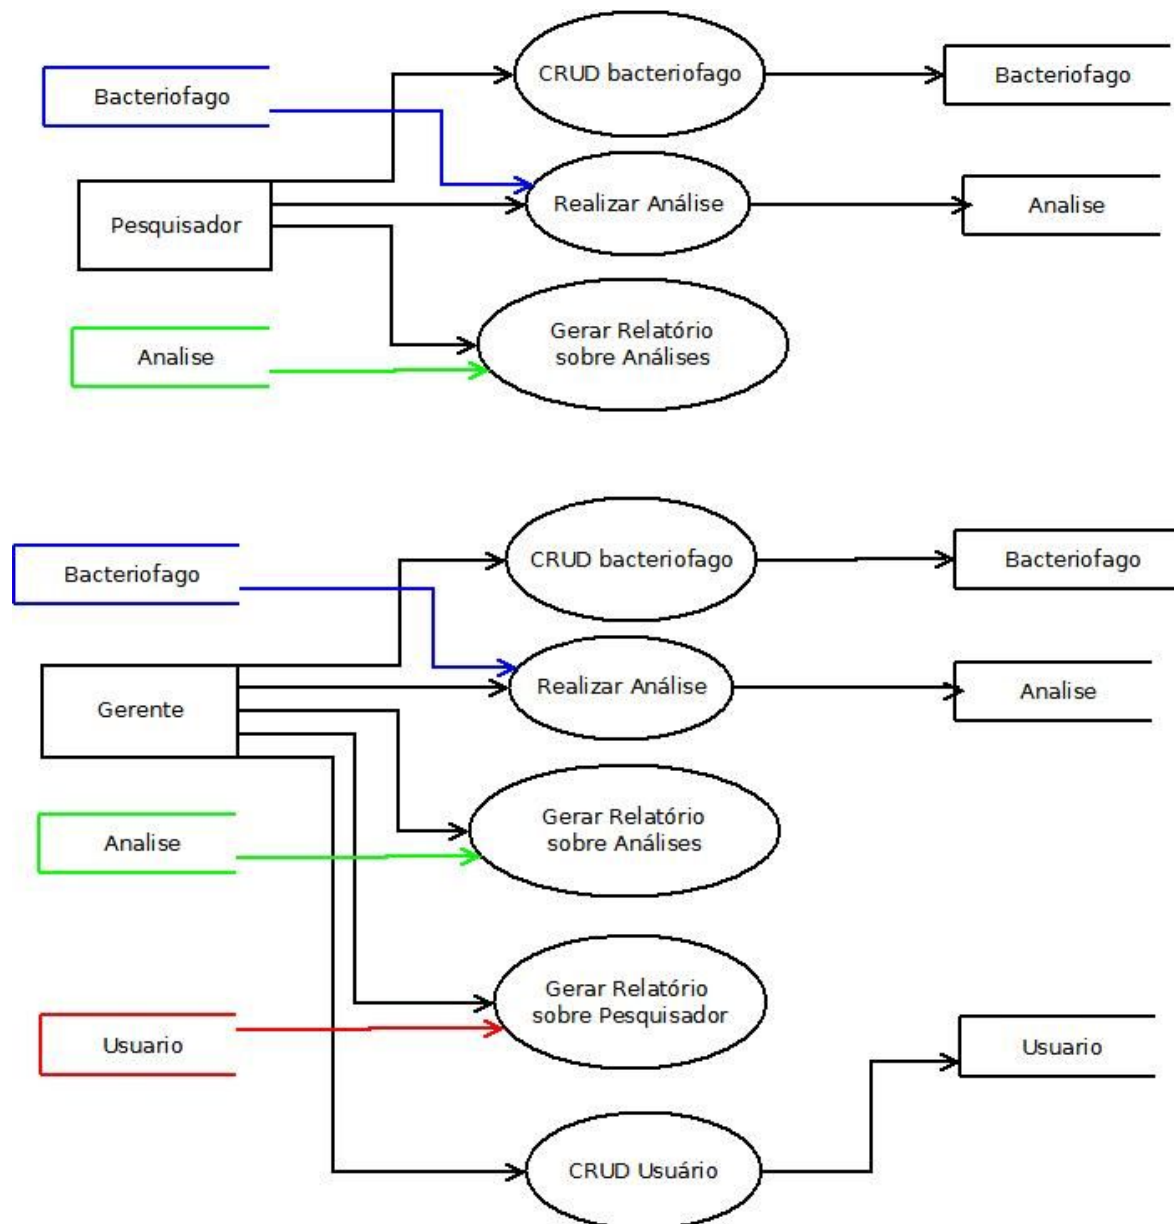 CRUD bacteriofago
Bacteriofago
Bacteriofago
Realizar Análise
Analise
Pesquisador
Gerar Relatório
sobre Análises
Analise
CRUD bacteriofago
Bacteriofago
Bacteriofago
Realizar Análise
Analise
Gerente
Gerar Relatório
sobre Análises
Analise
Gerar Relatório
sobre Pesquisador
Usuario
Usuario
CRUD Usuário